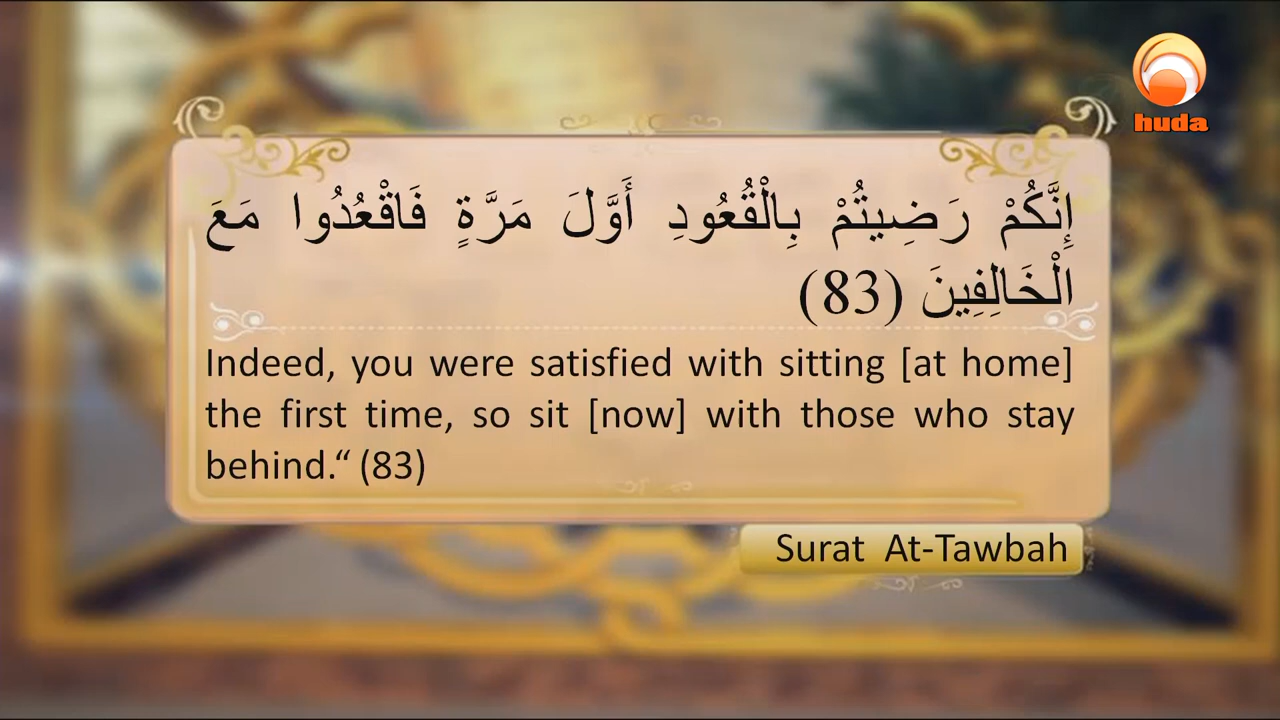 huda
إِنَّكُمْ رَضِيتُمْ بِالْقُعُودِ أَوَّلَ مَرَّةٍ فَاقْعُدُوا مَعَ
الْخَالِفِينَ (83)
Indeed, you were satisfied with sitting [at home]
the first time, so sit [now] with those who stay
behind.“ (83)
Surat At-Tawbah